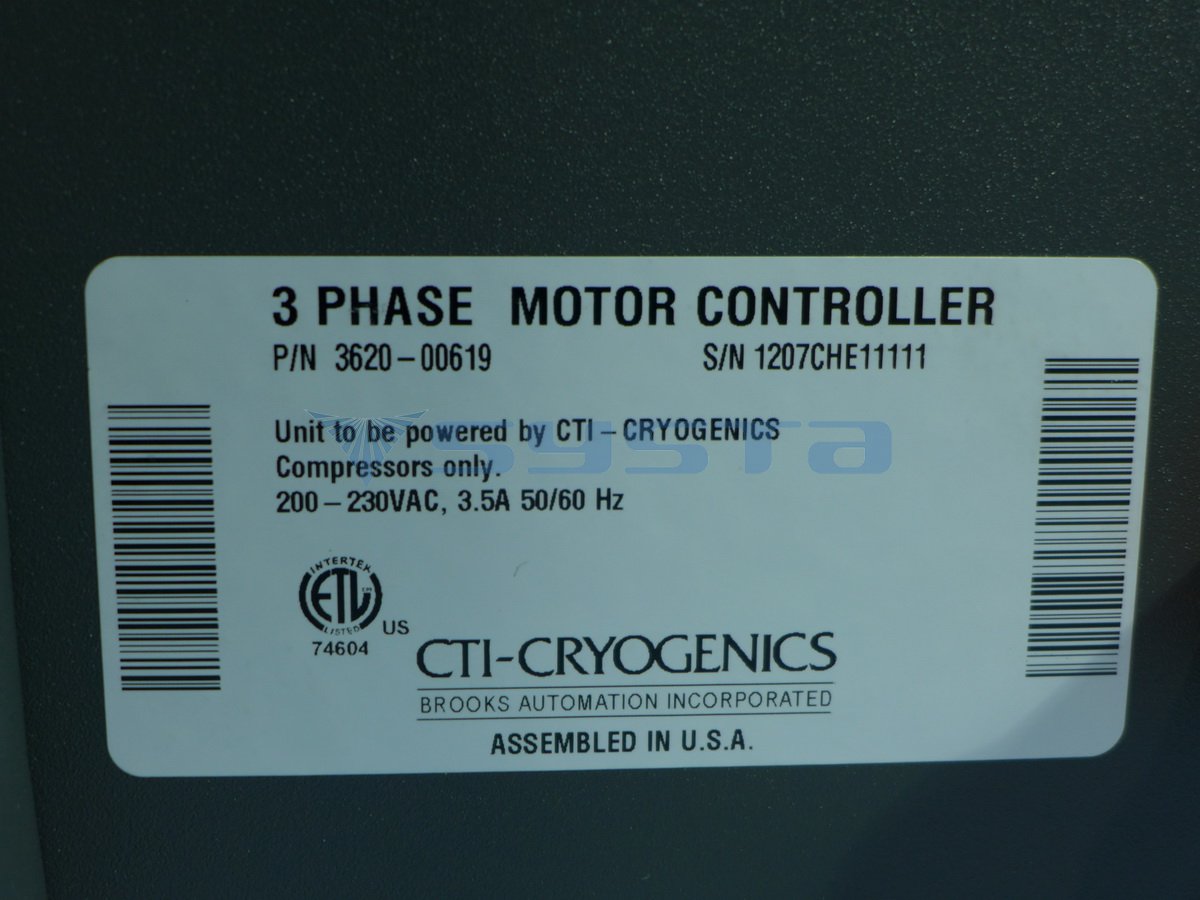 3 PHASE MOTOR CONTROLLER
P/N 3620-00619 S/N 1207CHE11111
Unit to be powered by CTI-CRYOGENICS
Compressors only.
200-230VAC, 3.5A 50/60 Hz
systa
INTERTEK
ETL CM
LISTED
US
74604
CTI-CRYOGENICS
BROOKS AUTOMATION INCORPORATED
ASSEMBLED IN U.S.A.